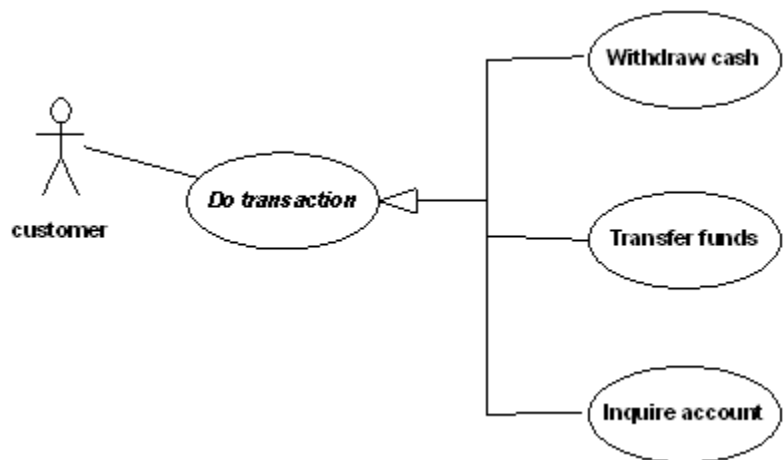 Withdraw cash
Do transaction
customer
Transfer funds
Inquire account